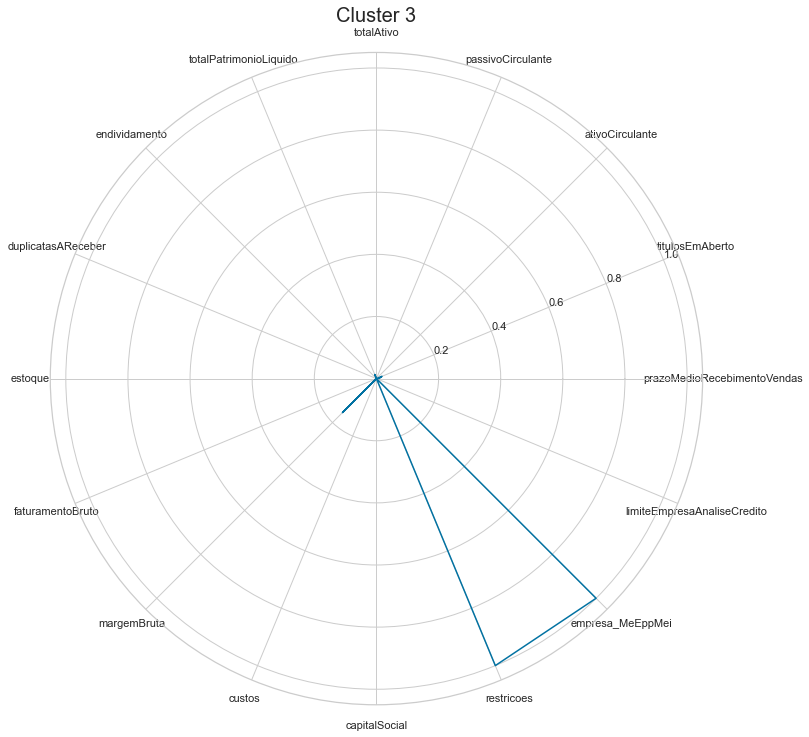 Cluster 3
totalAtivo
totalPatrimonioLiquido
passivoCirculante
endividamento
ativoCirculante
duplicatasAReceber
titulosEmAberto
1.0
0.8
0.6
0.4
0.2
estoque
prazoMedioRecebimentoVendas
faturamentoBruto
limiteEmpresaAnaliseCredito
margemBruta
empresa_MeEppMei
custos
restricoes
capitalSocial